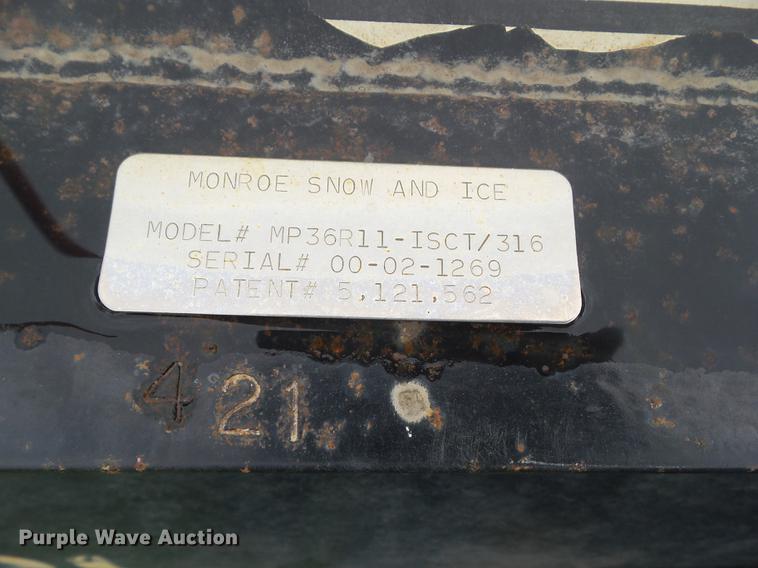 MONROE SNOW AND ICE
MODEL# MP36R11-ISCT/316
SERIAL# 00-02-1269
PATENT# 5,121,562
421
Purple Wave Auction